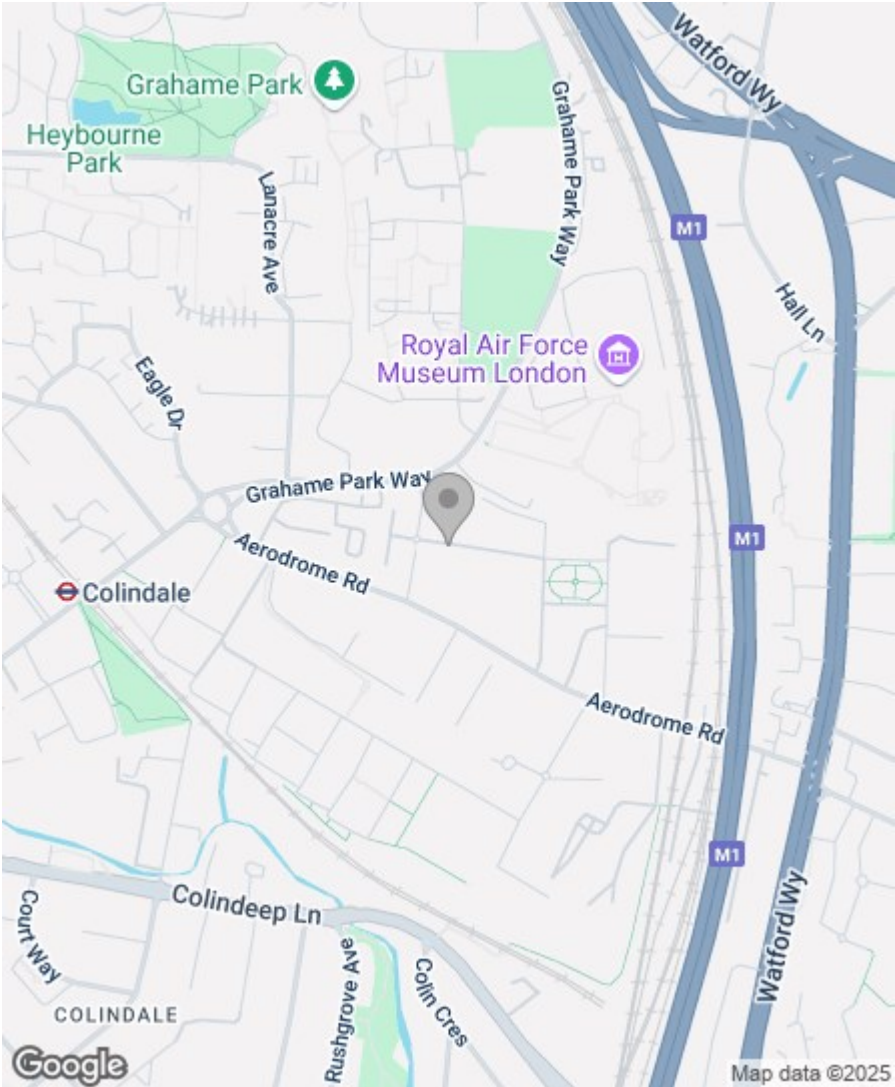 Watford Wy
Grahame Park
Heybourne
Park
Grahame Park Way
Lanacre Ave
M1
Hall Ln
Royal Air Force
Museum London
Eagle Dr
Grahame Park Way
Aerodrome Rd
M1
Colindale
Aerodrome Rd
M1
Colindeep Ln
Court Way
Watford Wy
Rushgrove Ave
Colin Cres
COLINDALE
Google
Map data ©2025